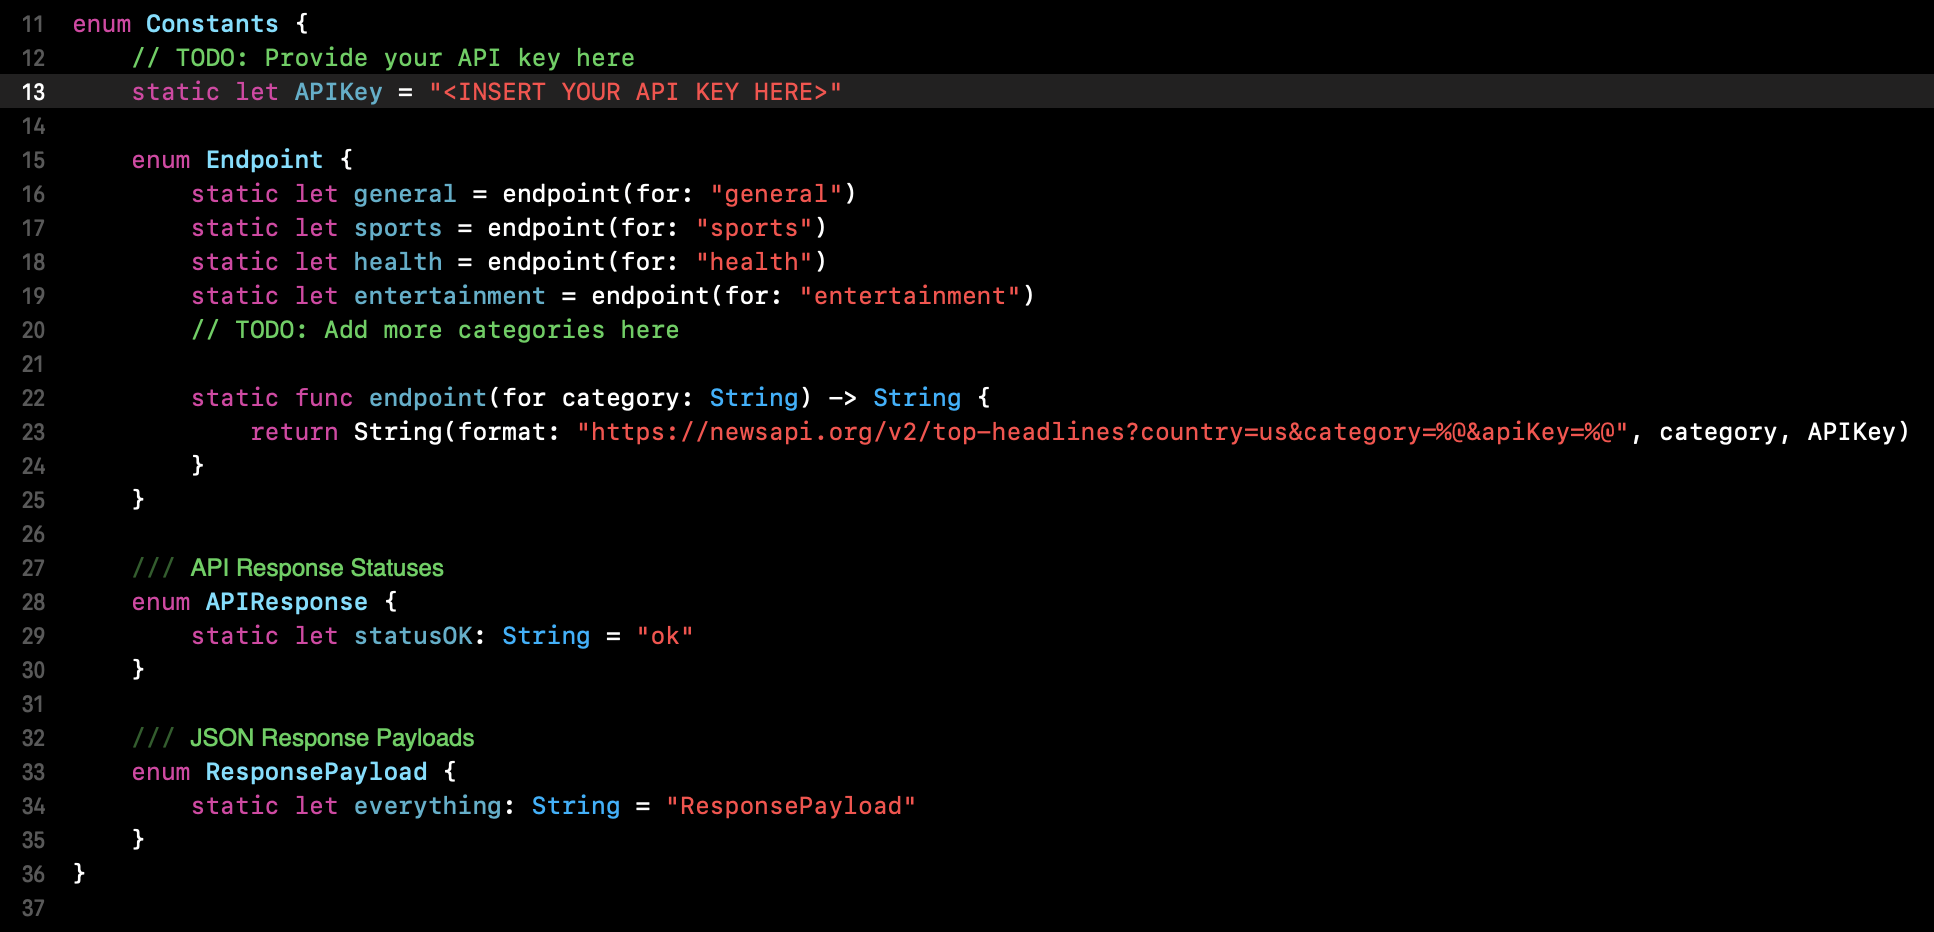 11 enum Constants {
12     // TODO: Provide your API key here
13     static let APIKey = "<INSERT YOUR API KEY HERE>"
14
15     enum Endpoint {
16         static let general = endpoint(for: "general")
17         static let sports = endpoint(for: "sports")
18         static let health = endpoint(for: "health")
19         static let entertainment = endpoint(for: "entertainment")
20         // TODO: Add more categories here
21
22         static func endpoint(for category: String) -> String {
23             return String(format: "https://newsapi.org/v2/top-headlines?country=us&category=%@&apiKey=%@", category, APIKey)
24         }
25     }
26
27     /// API Response Statuses
28     enum APIResponse {
29         static let statusOK: String = "ok"
30     }
31
32     /// JSON Response Payloads
33     enum ResponsePayload {
34         static let everything: String = "ResponsePayload"
35     }
36 }
37